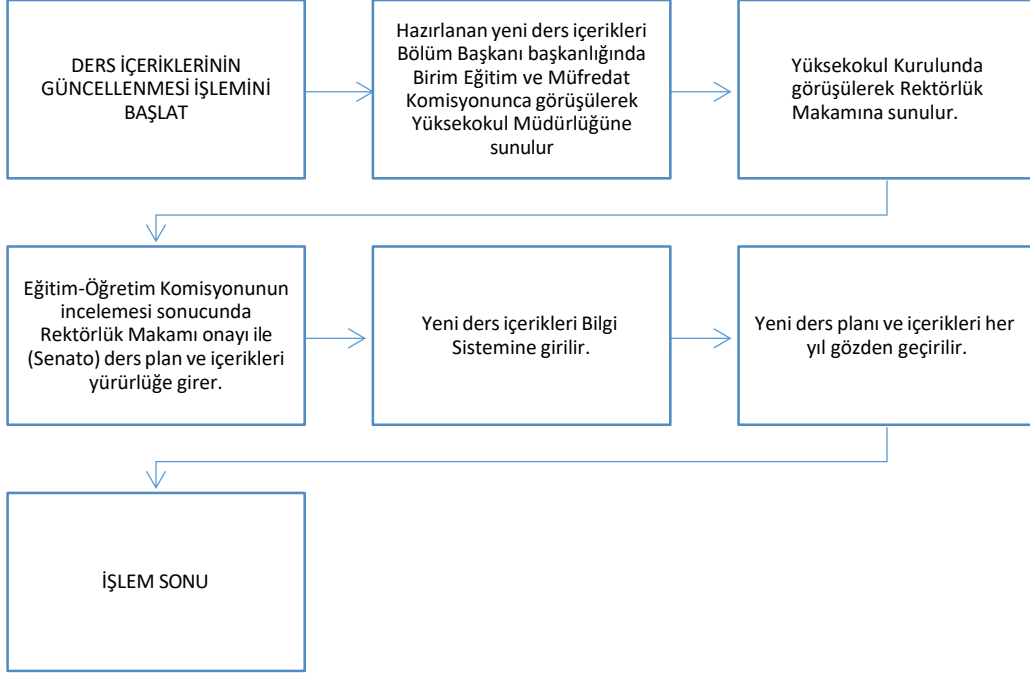 DERS İÇERİKLERİNİN
GÜNCELLENMESİ İŞLEMİNİ
BAŞLAT
Hazırlanan yeni ders içerikleri
Bölüm Başkanı başkanlığında
Birim Eğitim ve Müfredat
Komisyonunca görüşülerek
Yüksekokul Müdürlüğüne
sunulur
Yüksekokul Kurulunda
görüşülerek Rektörlük
Makamına sunulur.
Eğitim-Öğretim Komisyonunun
incelemesi sonucunda
Rektörlük Makamı onayı ile
(Senato) ders plan ve içerikleri
yürürlüğe girer.
Yeni ders içerikleri Bilgi
Sistemine girilir.
Yeni ders planı ve içerikleri her
yıl gözden geçirilir.
İŞLEM SONU